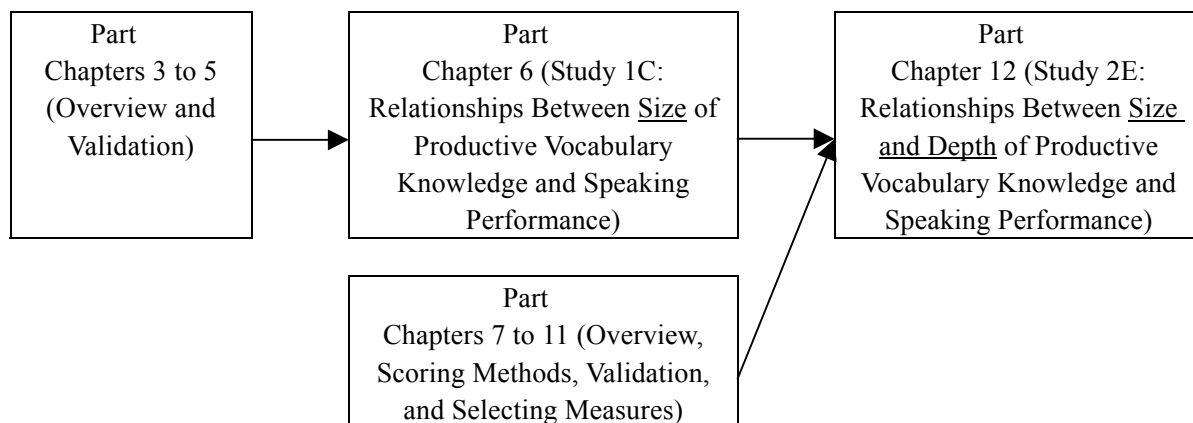 Part
Chapters 3 to 5
(Overview and
Validation)
Part
Chapter 6 (Study 1C:
Relationships Between Size of
Productive Vocabulary
Knowledge and Speaking
Performance)
Part
Chapter 12 (Study 2E:
Relationships Between Size
and Depth of Productive
Vocabulary Knowledge and
Speaking Performance)
Part
Chapters 7 to 11 (Overview,
Scoring Methods, Validation,
and Selecting Measures)